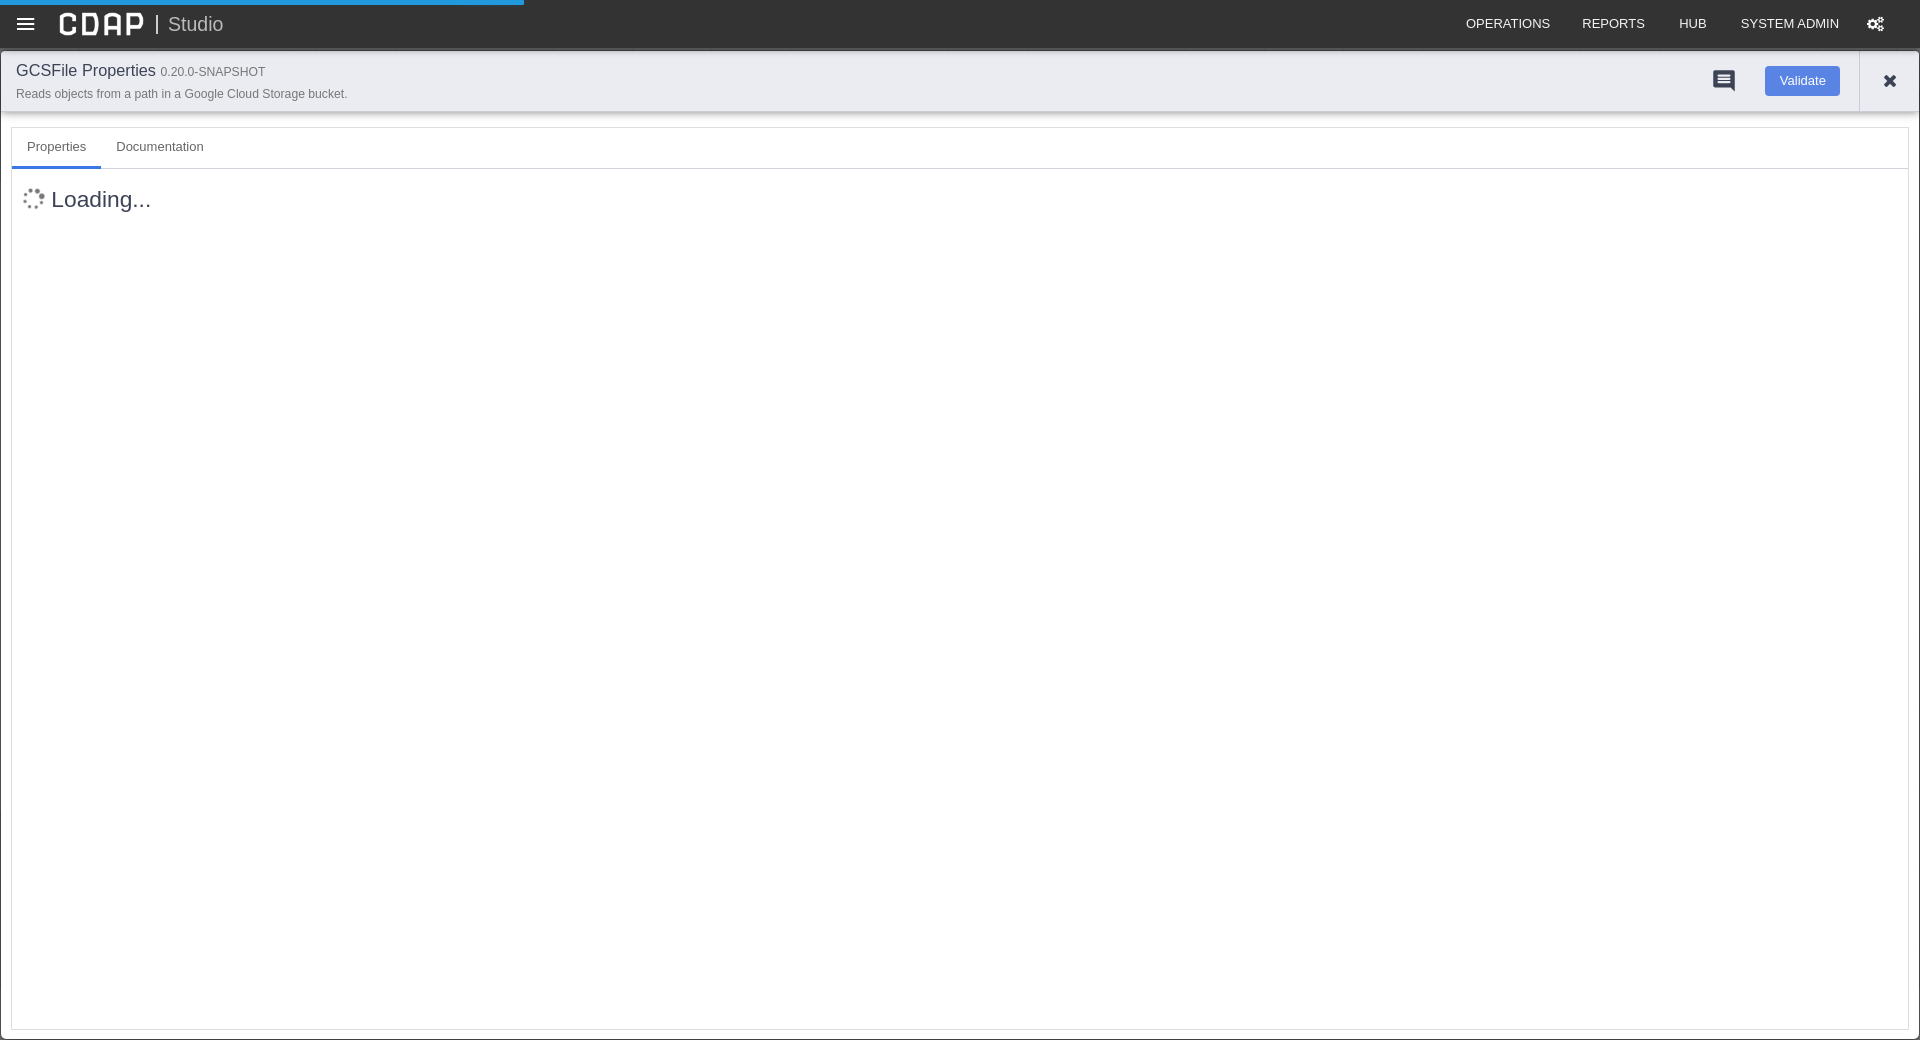 CDAP | Studio
OPERATIONS REPORTS HUB SYSTEM ADMIN
GCSFile Properties 0.20.0-SNAPSHOT
Reads objects from a path in a Google Cloud Storage bucket.
Validate
Properties Documentation
Loading...